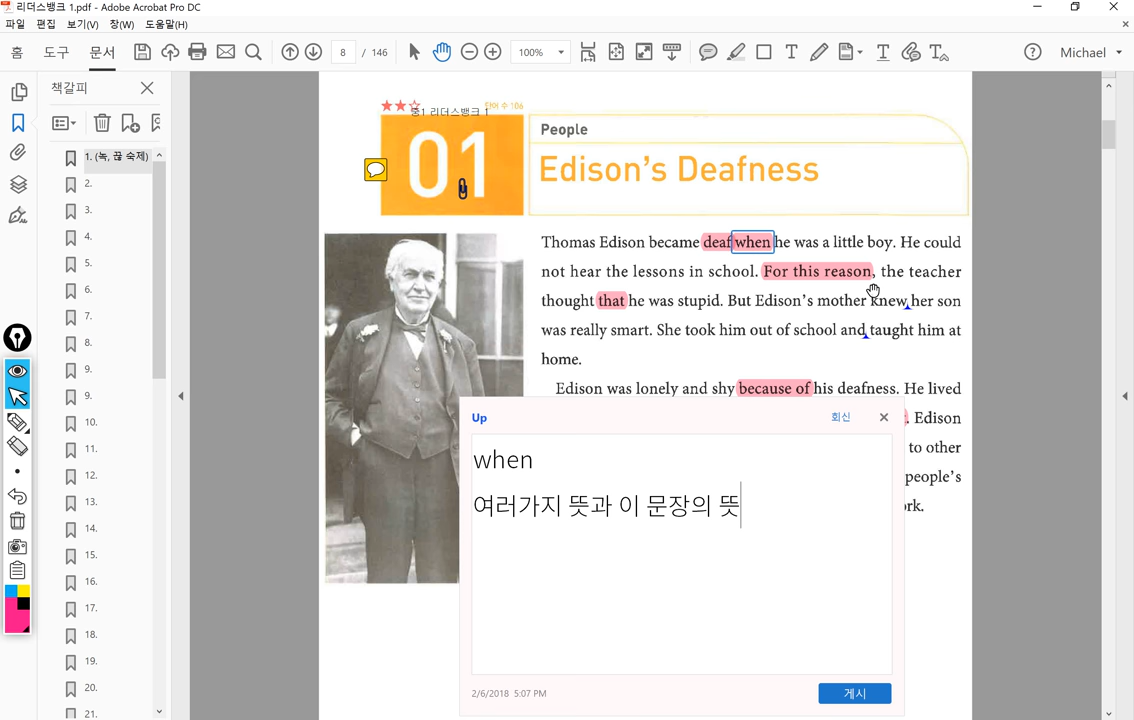 리더스뱅크 1.pdf - Adobe Acrobat Pro DC
파일 편집 보기(V) 창(W) 도움말(H)
홈 도구 문서 8 / 146 100% Michael
책갈피
1. (녹, 끊 숙제)
2.
3.
4.
5.
6.
7.
8.
9.
9.
10.
11.
12.
13.
14.
15.
16.
17.
18.
19.
20.
21.
단어 수 106
중1 리더스뱅크 1
01
People
Edison's Deafness
Thomas Edison became deaf when he was a little boy. He could
not hear the lessons in school. For this reason, the teacher
thought that he was stupid. But Edison's mother knew her son
was really smart. She took him out of school and taught him at
home.
Edison was lonely and shy because of his deafness. He lived
. Edison
to other
people's
rk.
Up 회신
when
여러가지 뜻과 이 문장의 뜻
2/6/2018 5:07 PM 게시